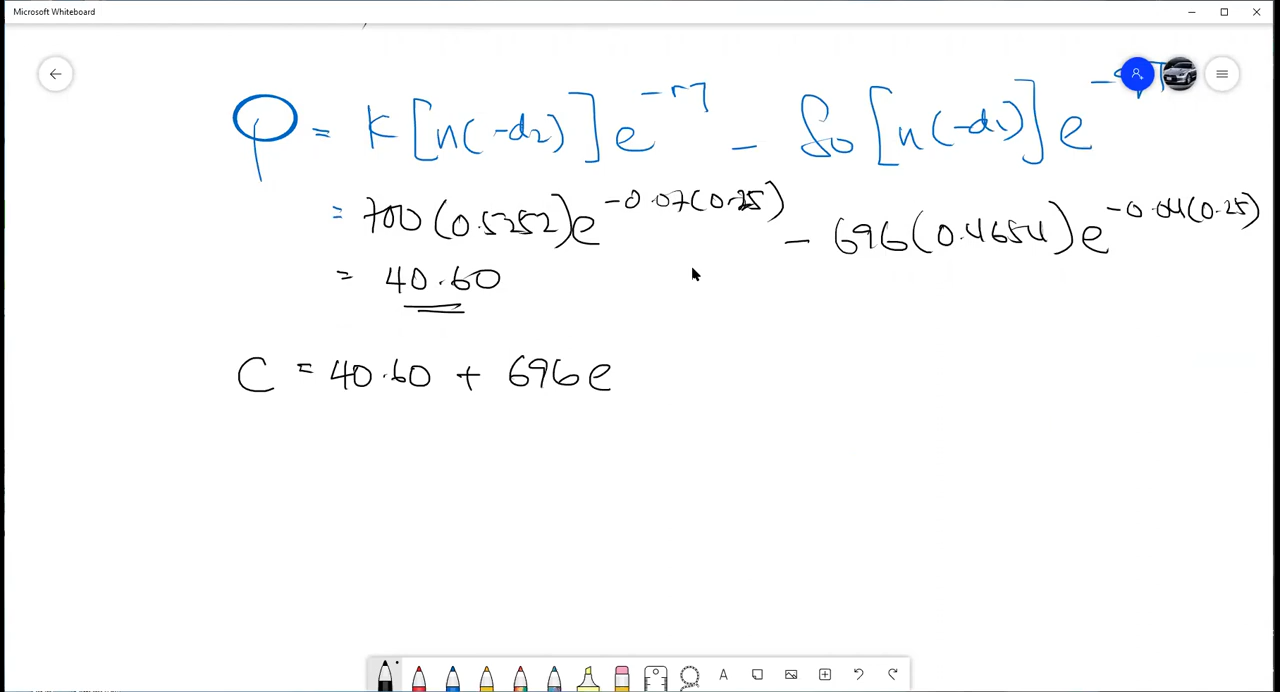 Microsoft Whiteboard
P = K[N(-d2)]e^-rT - S0[N(-d1)]e^-qT
= 700(0.5252)e^-0.07(0.25) - 696(0.4654)e^-0.04(0.25)
= 40.60
C = 40.60 + 696e
A